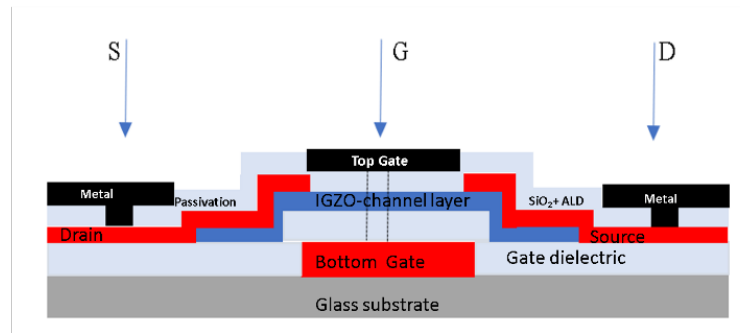 S G D
Top Gate
Metal Passivation IGZO-channel layer SiO₂+ ALD Metal
Drain Source
Bottom Gate Gate dielectric
Glass substrate